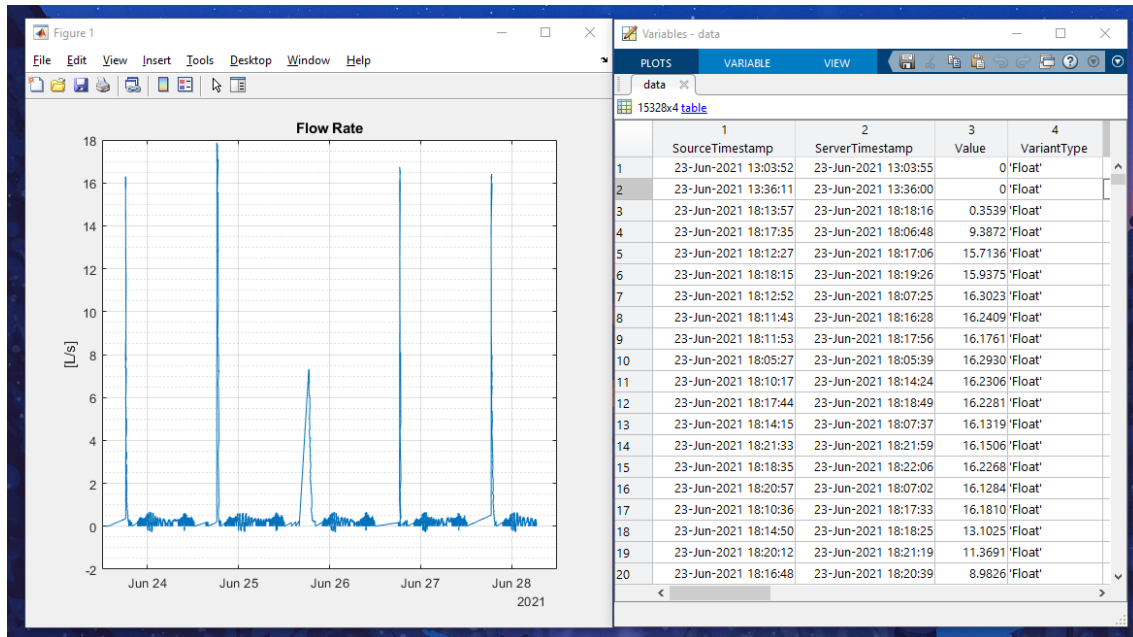 Figure 1
File Edit View Insert Tools Desktop Window Help
Flow Rate
[L/s]
18
16
14
12
10
8
6
4
2
0
-2
Jun 24 Jun 25 Jun 26 Jun 27 Jun 28
2021
Variables - data
PLOTS VARIABLE VIEW
data
15328x4 table
1 2 3 4
SourceTimestamp ServerTimestamp Value VariantType
1 23-Jun-2021 13:03:52 23-Jun-2021 13:03:55 0 'Float'
2 23-Jun-2021 13:36:11 23-Jun-2021 13:36:00 0 'Float'
3 23-Jun-2021 18:13:57 23-Jun-2021 18:18:16 0.3539 'Float'
4 23-Jun-2021 18:17:35 23-Jun-2021 18:06:48 9.3872 'Float'
5 23-Jun-2021 18:12:27 23-Jun-2021 18:17:06 15.7136 'Float'
6 23-Jun-2021 18:18:15 23-Jun-2021 18:19:26 15.9375 'Float'
7 23-Jun-2021 18:12:52 23-Jun-2021 18:07:25 16.3023 'Float'
8 23-Jun-2021 18:11:43 23-Jun-2021 18:16:28 16.2409 'Float'
9 23-Jun-2021 18:11:53 23-Jun-2021 18:17:56 16.1761 'Float'
10 23-Jun-2021 18:05:27 23-Jun-2021 18:05:39 16.2930 'Float'
11 23-Jun-2021 18:10:17 23-Jun-2021 18:14:24 16.2306 'Float'
12 23-Jun-2021 18:17:44 23-Jun-2021 18:18:49 16.2281 'Float'
13 23-Jun-2021 18:14:15 23-Jun-2021 18:07:37 16.1319 'Float'
14 23-Jun-2021 18:21:33 23-Jun-2021 18:21:59 16.1506 'Float'
15 23-Jun-2021 18:18:35 23-Jun-2021 18:22:06 16.2268 'Float'
16 23-Jun-2021 18:20:57 23-Jun-2021 18:07:02 16.1284 'Float'
17 23-Jun-2021 18:10:36 23-Jun-2021 18:17:33 16.1810 'Float'
18 23-Jun-2021 18:14:50 23-Jun-2021 18:18:25 13.1025 'Float'
19 23-Jun-2021 18:20:12 23-Jun-2021 18:21:19 11.3691 'Float'
20 23-Jun-2021 18:16:48 23-Jun-2021 18:20:39 8.9826 'Float'